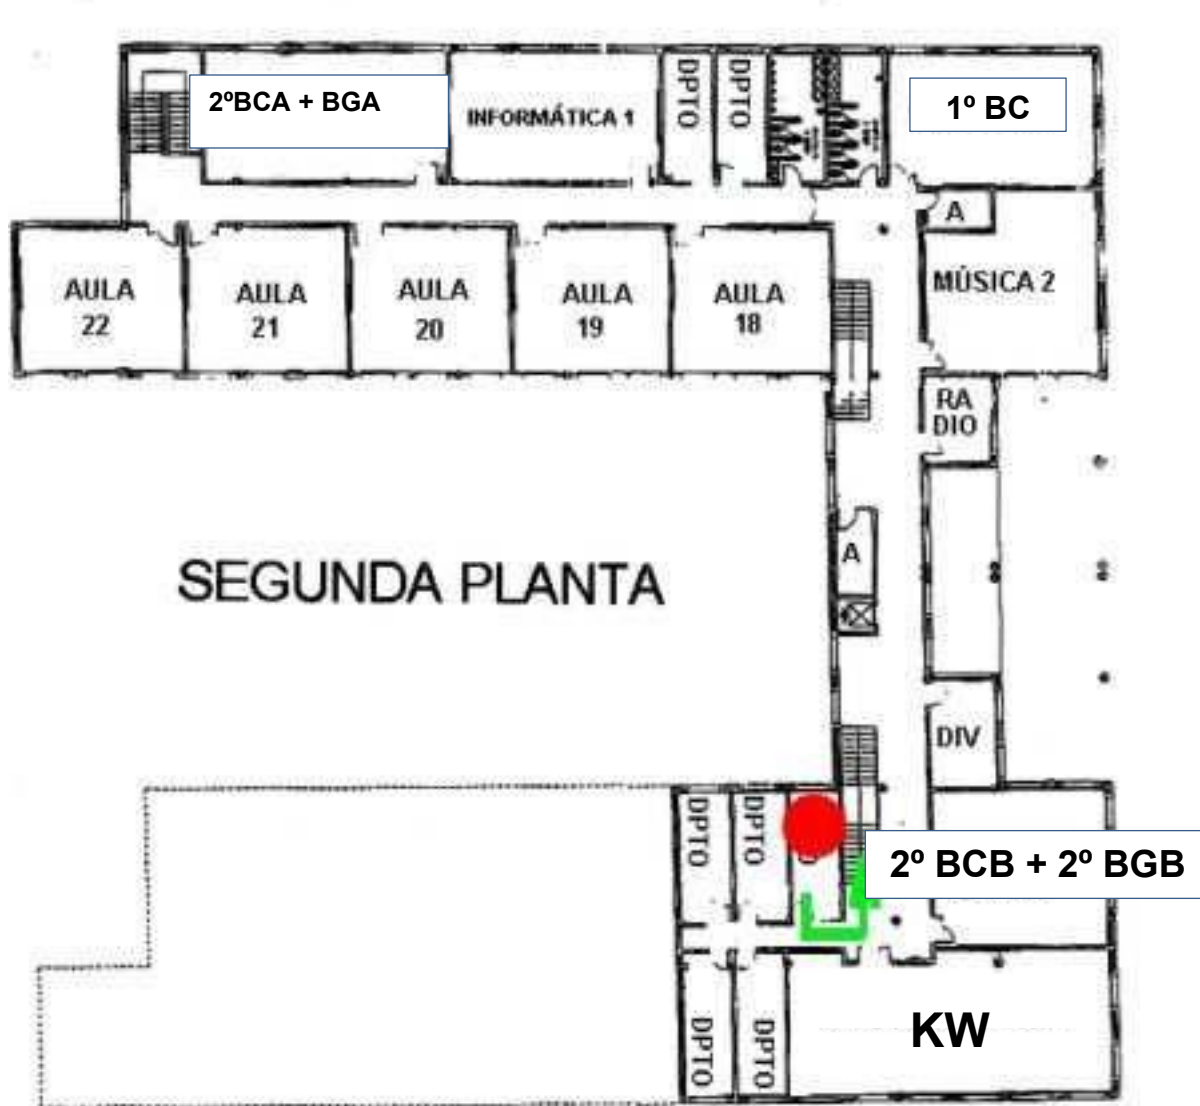 2ºBCA + BGA
INFORMÁTICA 1
DPTO
DPTO
1º BC
A
MÚSICA 2
AULA
22
AULA
21
AULA
20
AULA
19
AULA
18
RA
DIO
A
SEGUNDA PLANTA
DIV
DPTO
DPTO
2º BCB + 2º BGB
DPTO
DPTO
KW